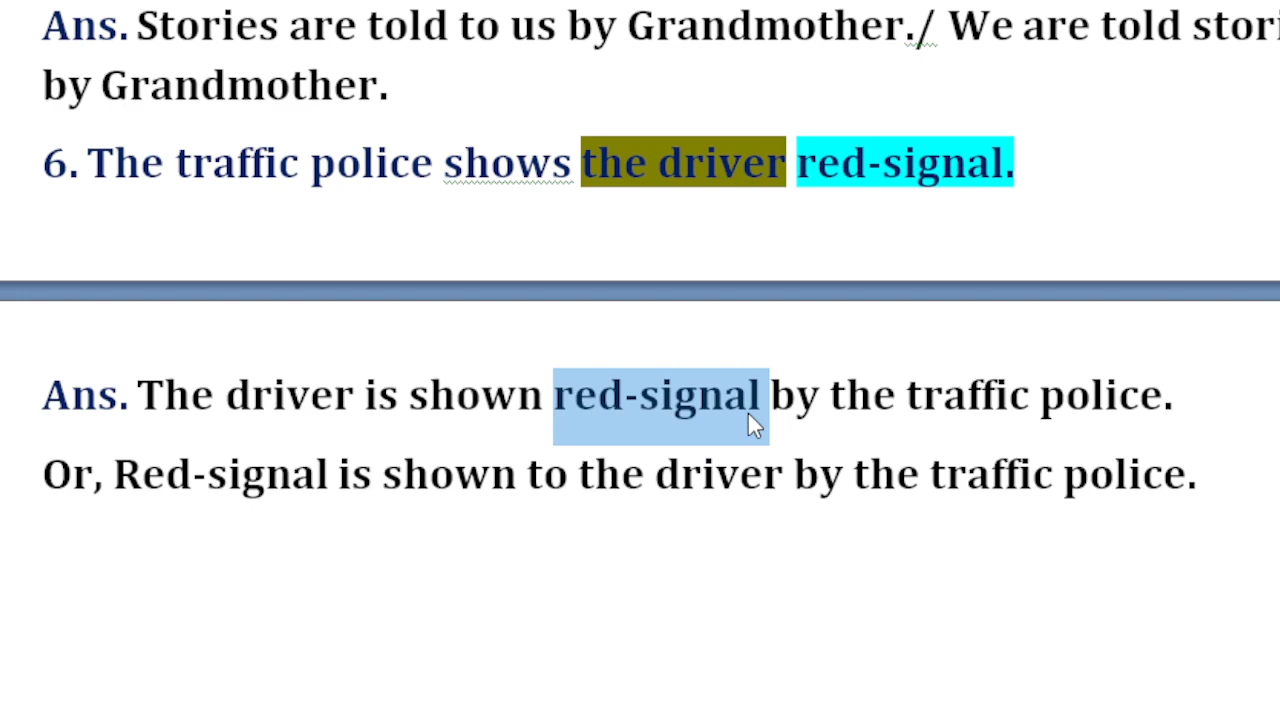 Ans. Stories are told to us by Grandmother./ We are told
by Grandmother.
6. The traffic police shows the driver red-signal.
Ans. The driver is shown red-signal by the traffic police.
Or, Red-signal is shown to the driver by the traffic police.